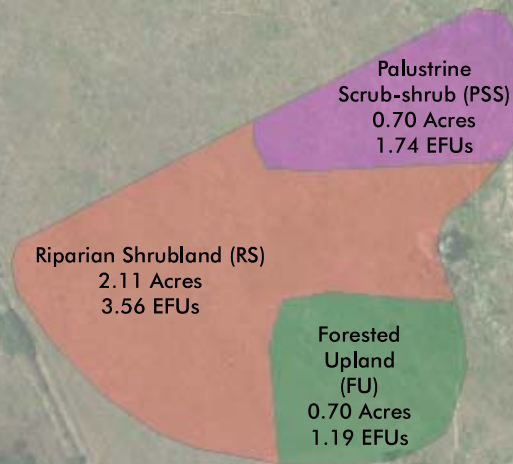 Palustrine
Scrub-shrub (PSS)
0.70 Acres
1.74 EFUs
Riparian Shrubland (RS)
2.11 Acres
3.56 EFUs
Forested
Upland
(FU)
0.70 Acres
1.19 EFUs